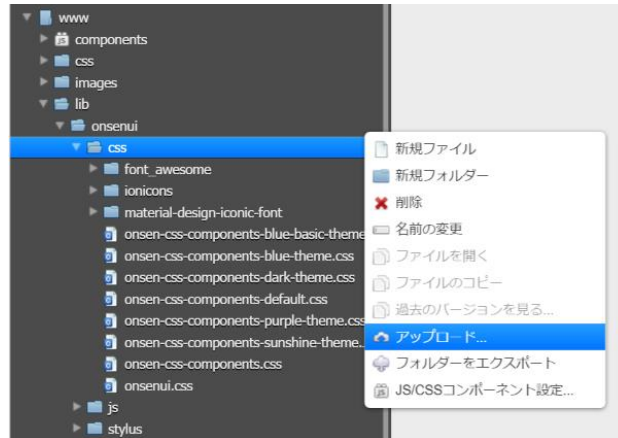 www
components
css
images
lib
onsenui
css
font_awesome
ionicons
material-design-iconic-font
onsen-css-components-blue-basic-theme
onsen-css-components-blue-theme.css
onsen-css-components-dark-theme.css
onsen-css-components-default.css
onsen-css-components-purple-theme.css
onsen-css-components-sunshine-theme..
onsen-css-components.css
onsenui.css
js
stylus
新規ファイル
新規フォルダー
削除
名前の変更
ファイルを開く
ファイルのコピー
過去のバージョンを見る...
アップロード...
フォルダーをエクスポート
JS/CSSコンポーネント設定...